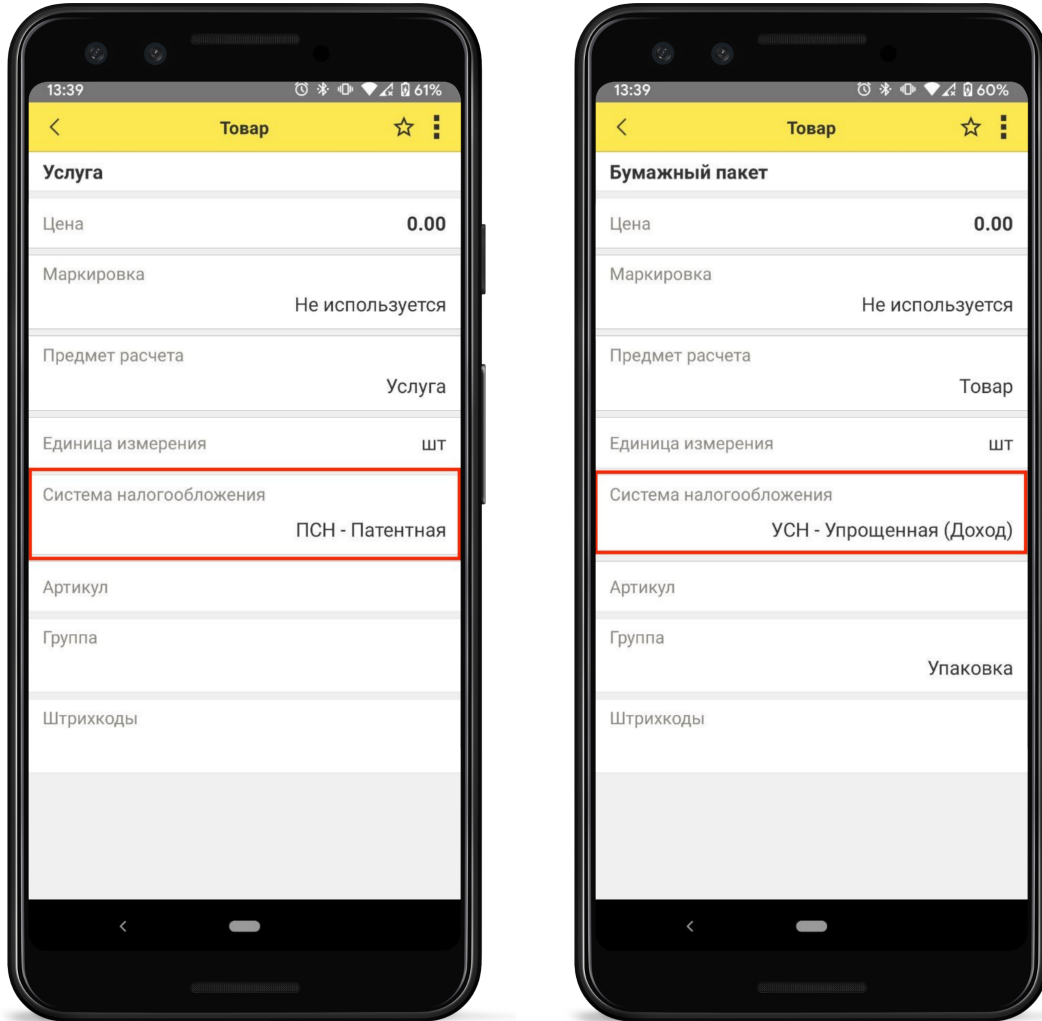 13:39
61%
Товар
Услуга
Цена
0.00
Маркировка
Не используется
Предмет расчета
Услуга
Единица измерения
шт
Система налогообложения
ПСН - Патентная
Артикул
Группа
Штрихкоды
13:39
60%
Товар
Бумажный пакет
Цена
0.00
Маркировка
Не используется
Предмет расчета
Товар
Единица измерения
шт
Система налогообложения
УСН - Упрощенная (Доход)
Артикул
Группа
Упаковка
Штрихкоды